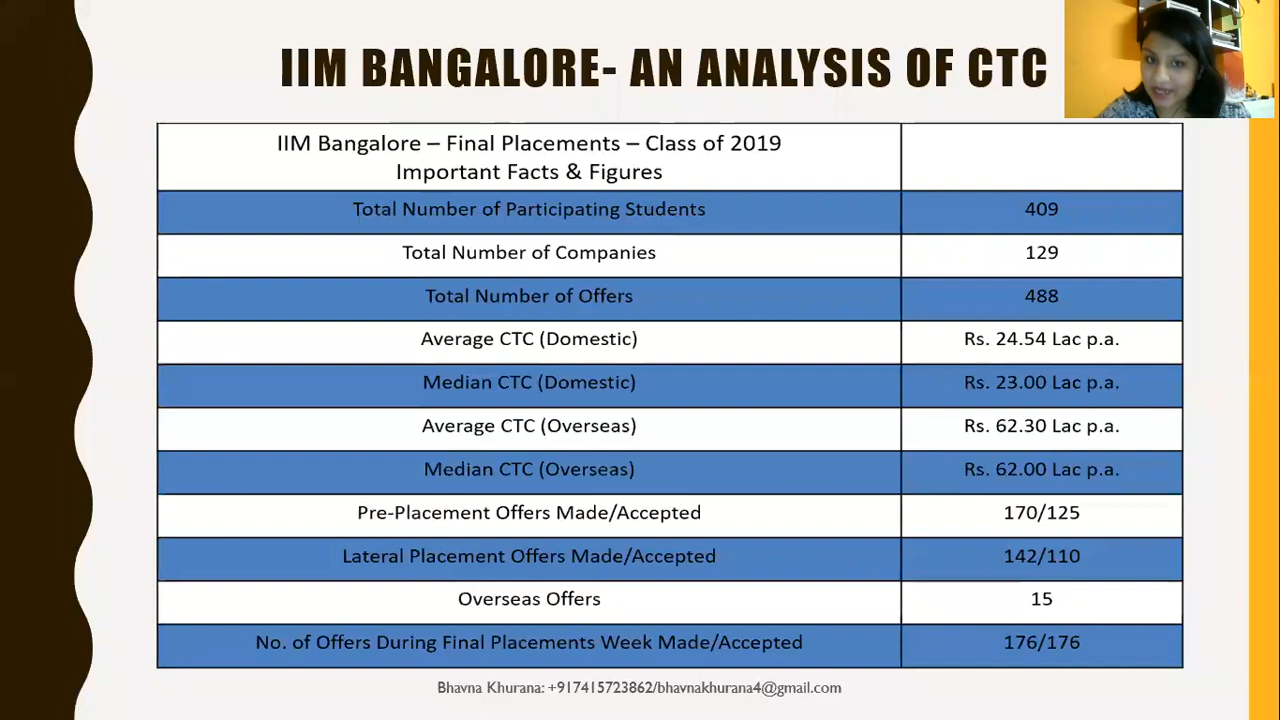 IIM BANGALORE- AN ANALYSIS OF CTC
IIM Bangalore – Final Placements – Class of 2019
Important Facts & Figures
Total Number of Participating Students 409
Total Number of Companies 129
Total Number of Offers 488
Average CTC (Domestic) Rs. 24.54 Lac p.a.
Median CTC (Domestic) Rs. 23.00 Lac p.a.
Average CTC (Overseas) Rs. 62.30 Lac p.a.
Median CTC (Overseas) Rs. 62.00 Lac p.a.
Pre-Placement Offers Made/Accepted 170/125
Lateral Placement Offers Made/Accepted 142/110
Overseas Offers 15
No. of Offers During Final Placements Week Made/Accepted 176/176
Bhavna Khurana: +917415723862/bhavnakhurana4@gmail.com